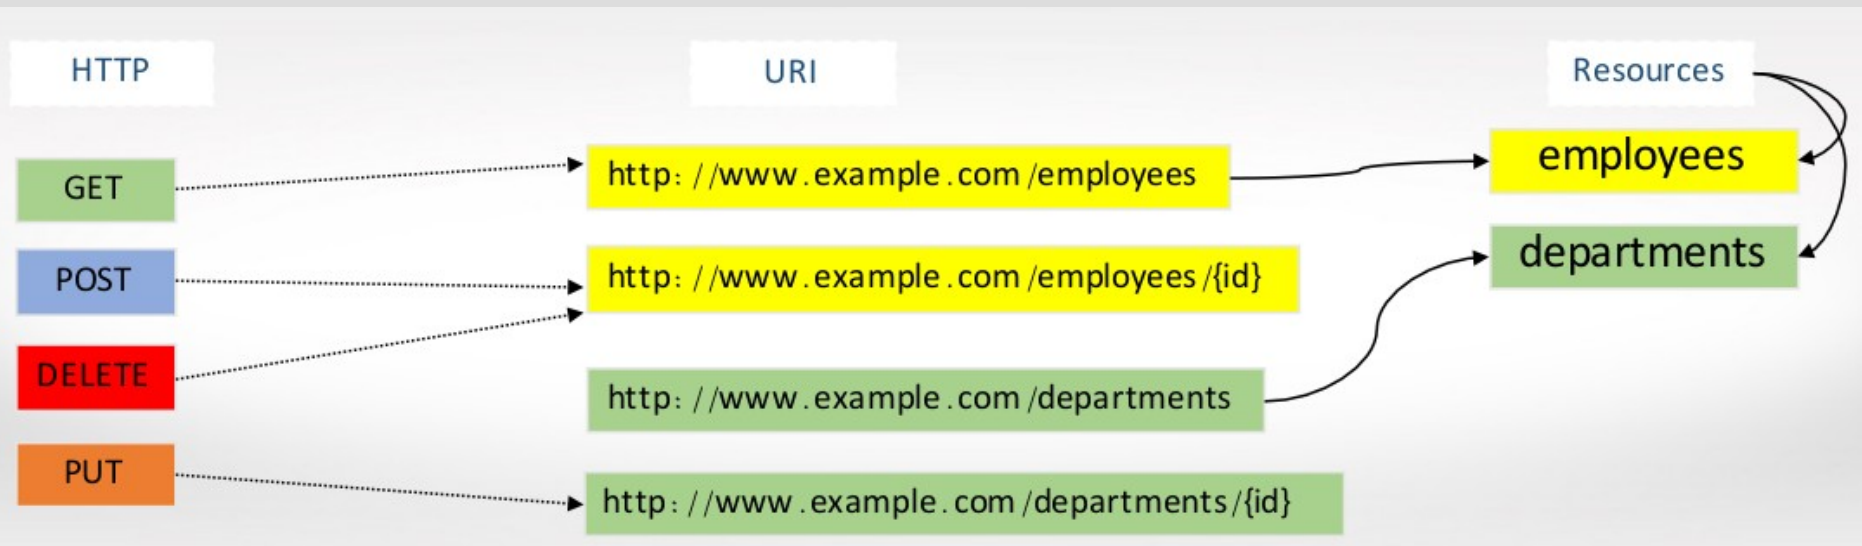 HTTP
URI
Resources
GET
http://www.example.com/employees
employees
POST
http://www.example.com/employees/{id}
departments
DELETE
http://www.example.com/departments
PUT
http://www.example.com/departments/{id}